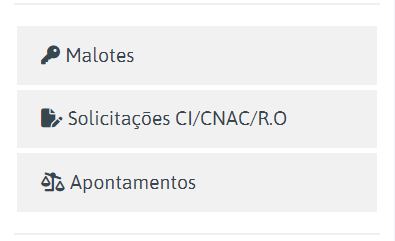 Malotes
Solicitações CI/CNAC/R.O
Apontamentos